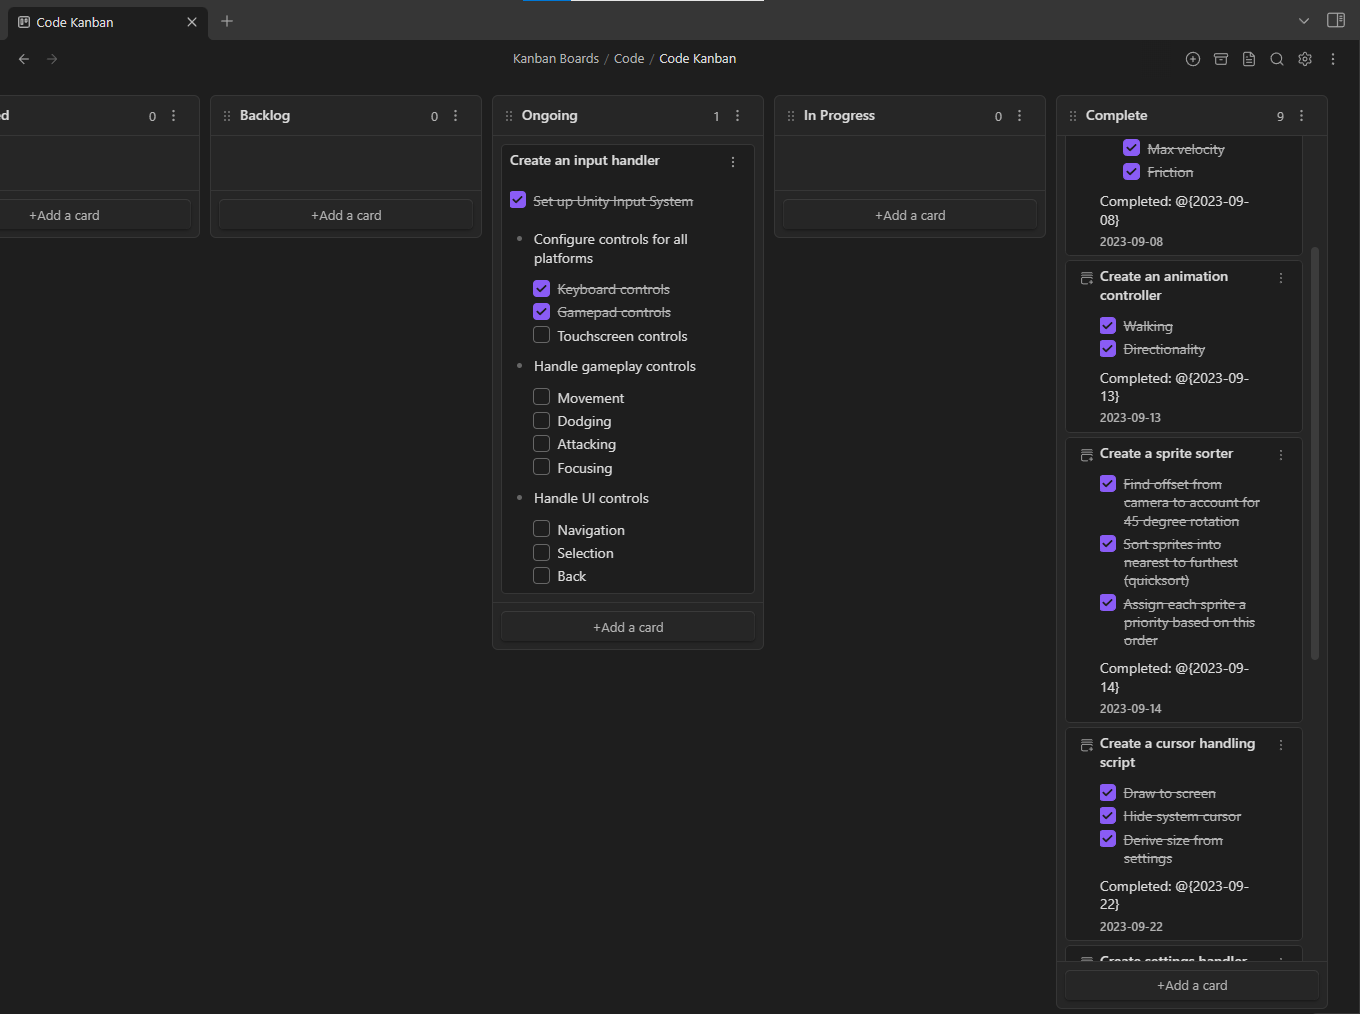 Code Kanban
Kanban Boards / Code / Code Kanban
d 0
+Add a card
Backlog 0
+Add a card
Ongoing 1
Create an input handler
Set up Unity Input System
Configure controls for all
platforms
Keyboard controls
Gamepad controls
Touchscreen controls
Handle gameplay controls
Movement
Dodging
Attacking
Focusing
Handle UI controls
Navigation
Selection
Back
+Add a card
In Progress 0
+Add a card
Complete 9
Max velocity
Friction
Completed: @{2023-09-
08}
2023-09-08
Create an animation
controller
Walking
Directionality
Completed: @{2023-09-
13}
2023-09-13
Create a sprite sorter
Find offset from
camera to account for
45 degree rotation
Sort sprites into
nearest to furthest
(quicksort)
Assign each sprite a
priority based on this
order
Completed: @{2023-09-
14}
2023-09-14
Create a cursor handling
script
Draw to screen
Hide system cursor
Derive size from
settings
Completed: @{2023-09-
22}
2023-09-22
Create settings handler
+Add a card